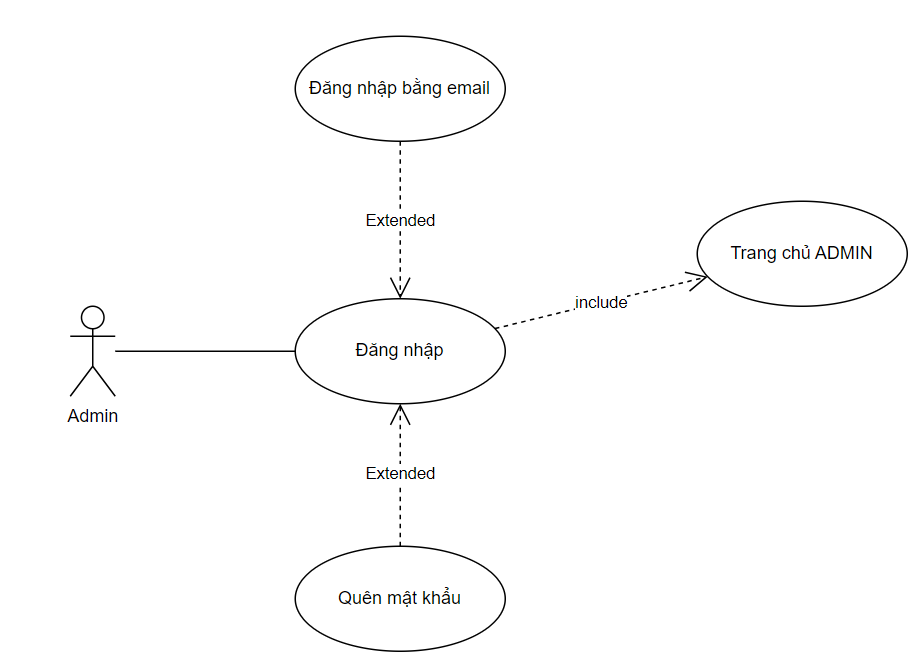 Đăng nhập bằng email
Extended
Trang chủ ADMIN
include
Đăng nhập
Admin
Extended
Quên mật khẩu